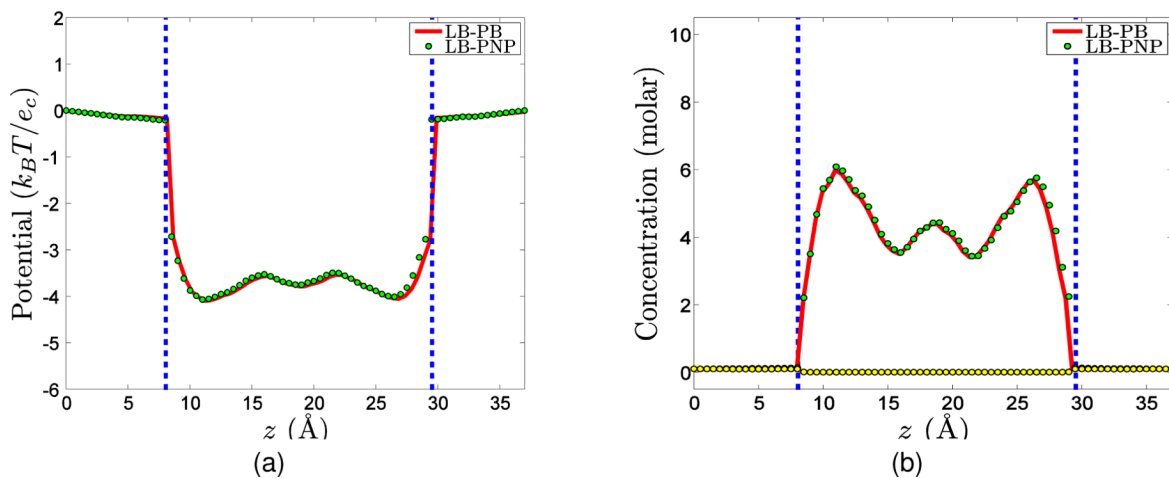 2
1
0
-1
-2
-3
-4
-5
-6
Potential (k_BT/e_c)
LB-PB
LB-PNP
0 5 10 15 20 25 30 35
z (Å)
(a)
10
8
6
4
2
0
Concentration (molar)
LB-PB
LB-PNP
0 5 10 15 20 25 30 35
z (Å)
(b)